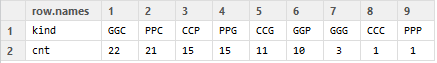 row.names 1 2 3 4 5 6 7 8 9
1 kind GGC PPC CCP PPG CCG GGP GGG CCC PPP
2 cnt 22 21 15 15 11 10 3 1 1